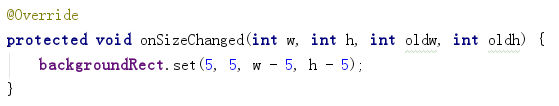 @Override
protected void onSizeChanged(int w, int h, int oldw, int oldh) {
    backgroundRect.set(5, 5, w - 5, h - 5);
}